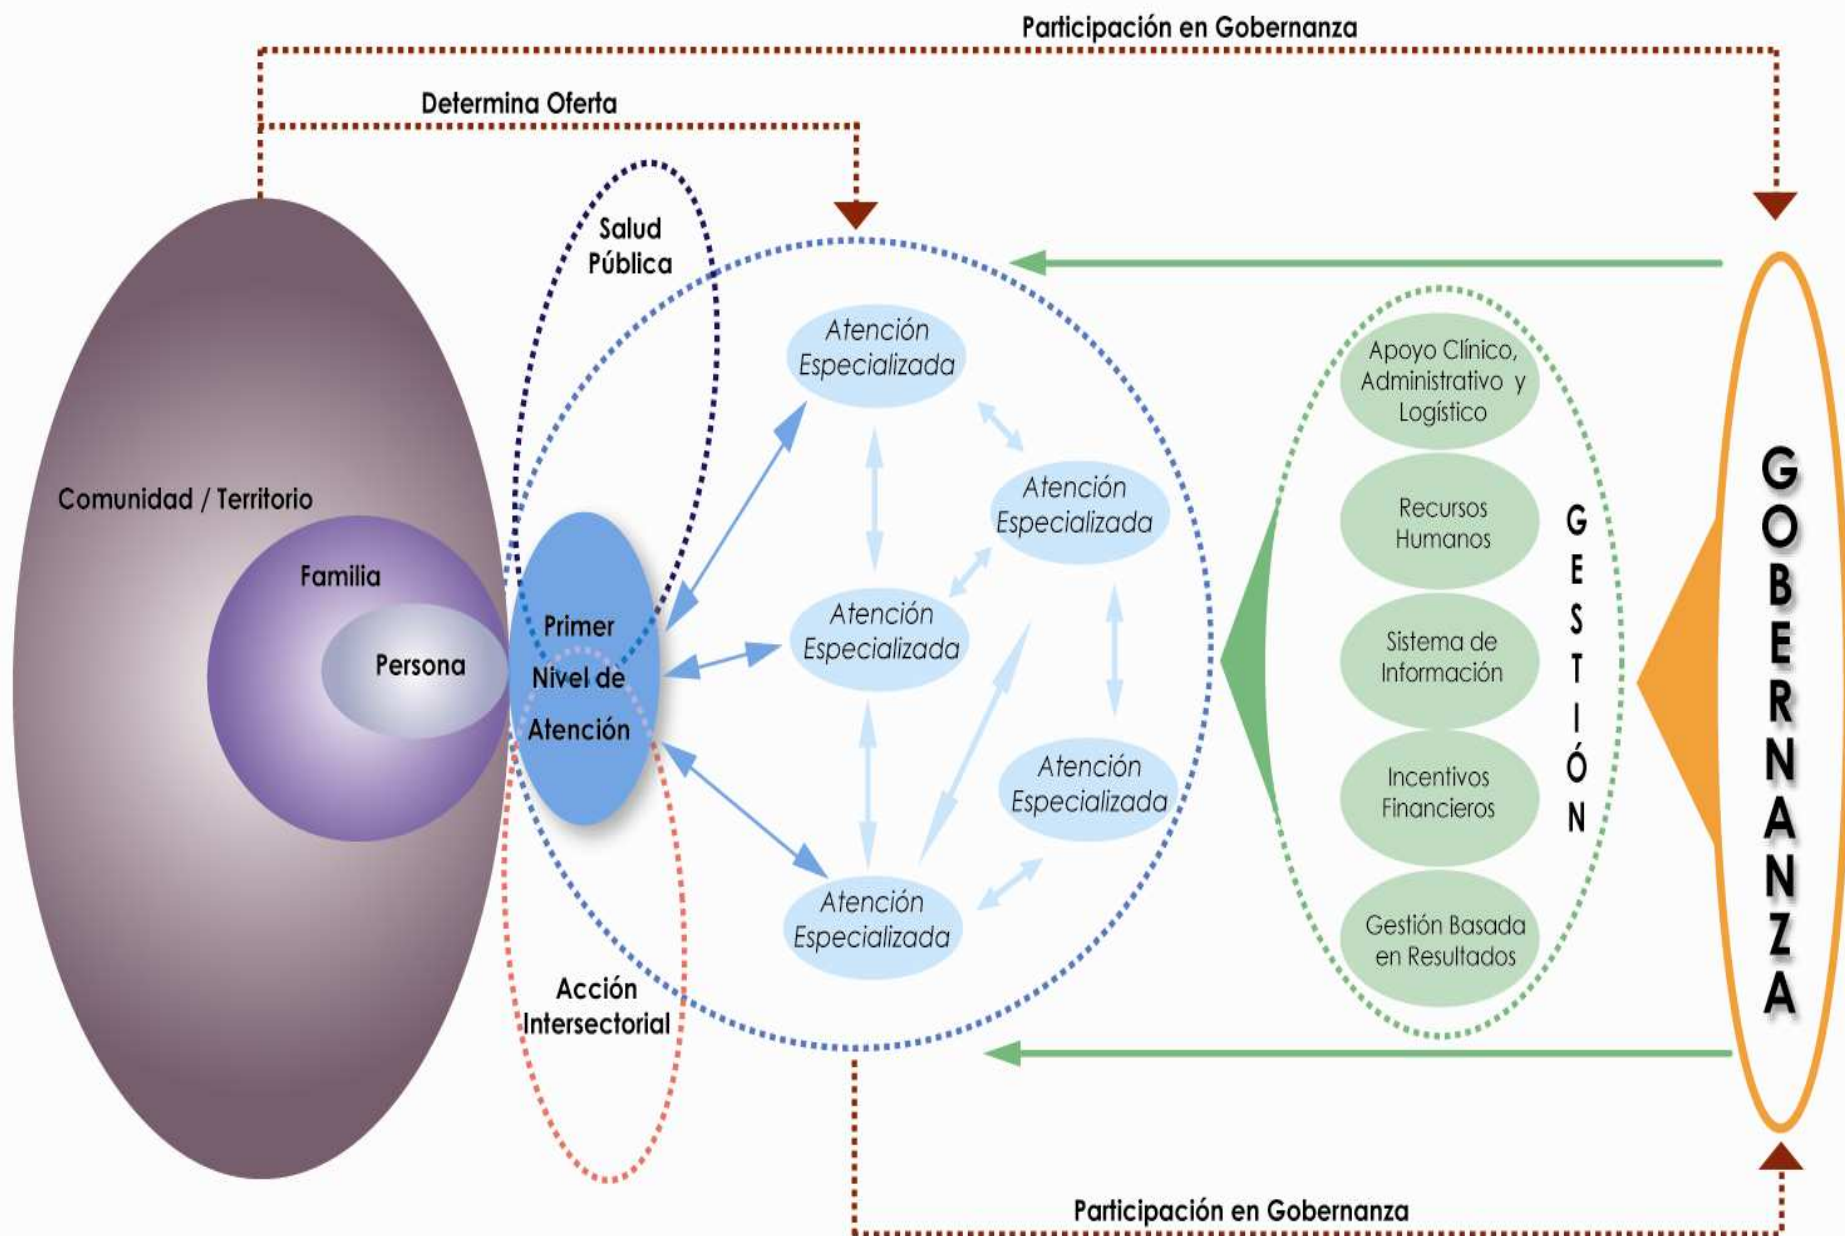 Participación en Gobernanza
Determina Oferta
Salud
Pública
Comunidad / Territorio
Familia
Persona
Primer
Nivel de
Atención
Acción
Intersectorial
Atención
Especializada
Atención
Especializada
Atención
Especializada
Atención
Especializada
Atención
Especializada
Apoyo Clínico,
Administrativo y
Logístico
Recursos
Humanos
Sistema de
Información
Incentivos
Financieros
Gestión Basada
en Resultados
GESTIÓN
GOBERNANZA
Participación en Gobernanza